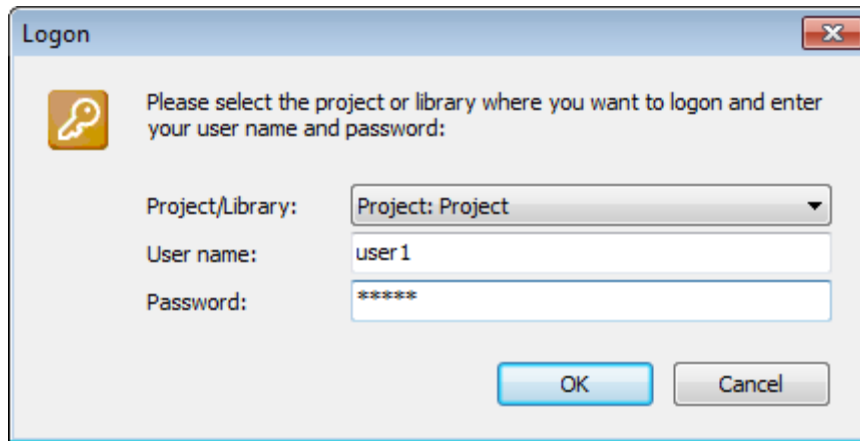 Logon
Please select the project or library where you want to logon and enter
your user name and password:
Project/Library: Project: Project
User name: user1
Password: *****
OK Cancel